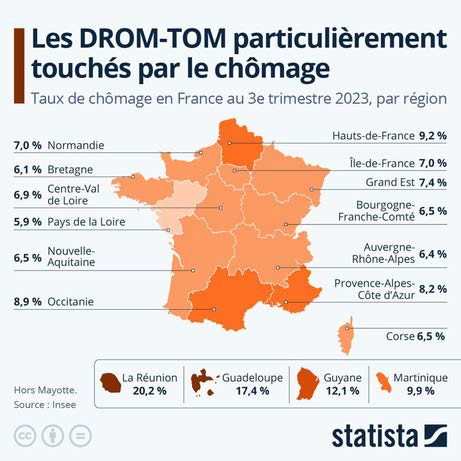 Les DROM-TOM particulièrement
touchés par le chômage
Taux de chômage en France au 3e trimestre 2023, par région
7,0 % Normandie
6,1 % Bretagne
6,9 % Centre-Val
de Loire
5,9 % Pays de la Loire
6,5 % Nouvelle-
Aquitaine
8,9 % Occitanie
Hauts-de-France 9,2 %
Île-de-France 7,0 %
Grand Est 7,4 %
Bourgogne-
Franche-Comté 6,5 %
Auvergne-
Rhône-Alpes 6,4 %
Provence-Alpes-
Côte d'Azur 8,2 %
Corse 6,5 %
La Réunion
20,2 %
Guadeloupe
17,4 %
Guyane
12,1 %
Martinique
9,9 %
Hors Mayotte.
Source : Insee
cc
statista